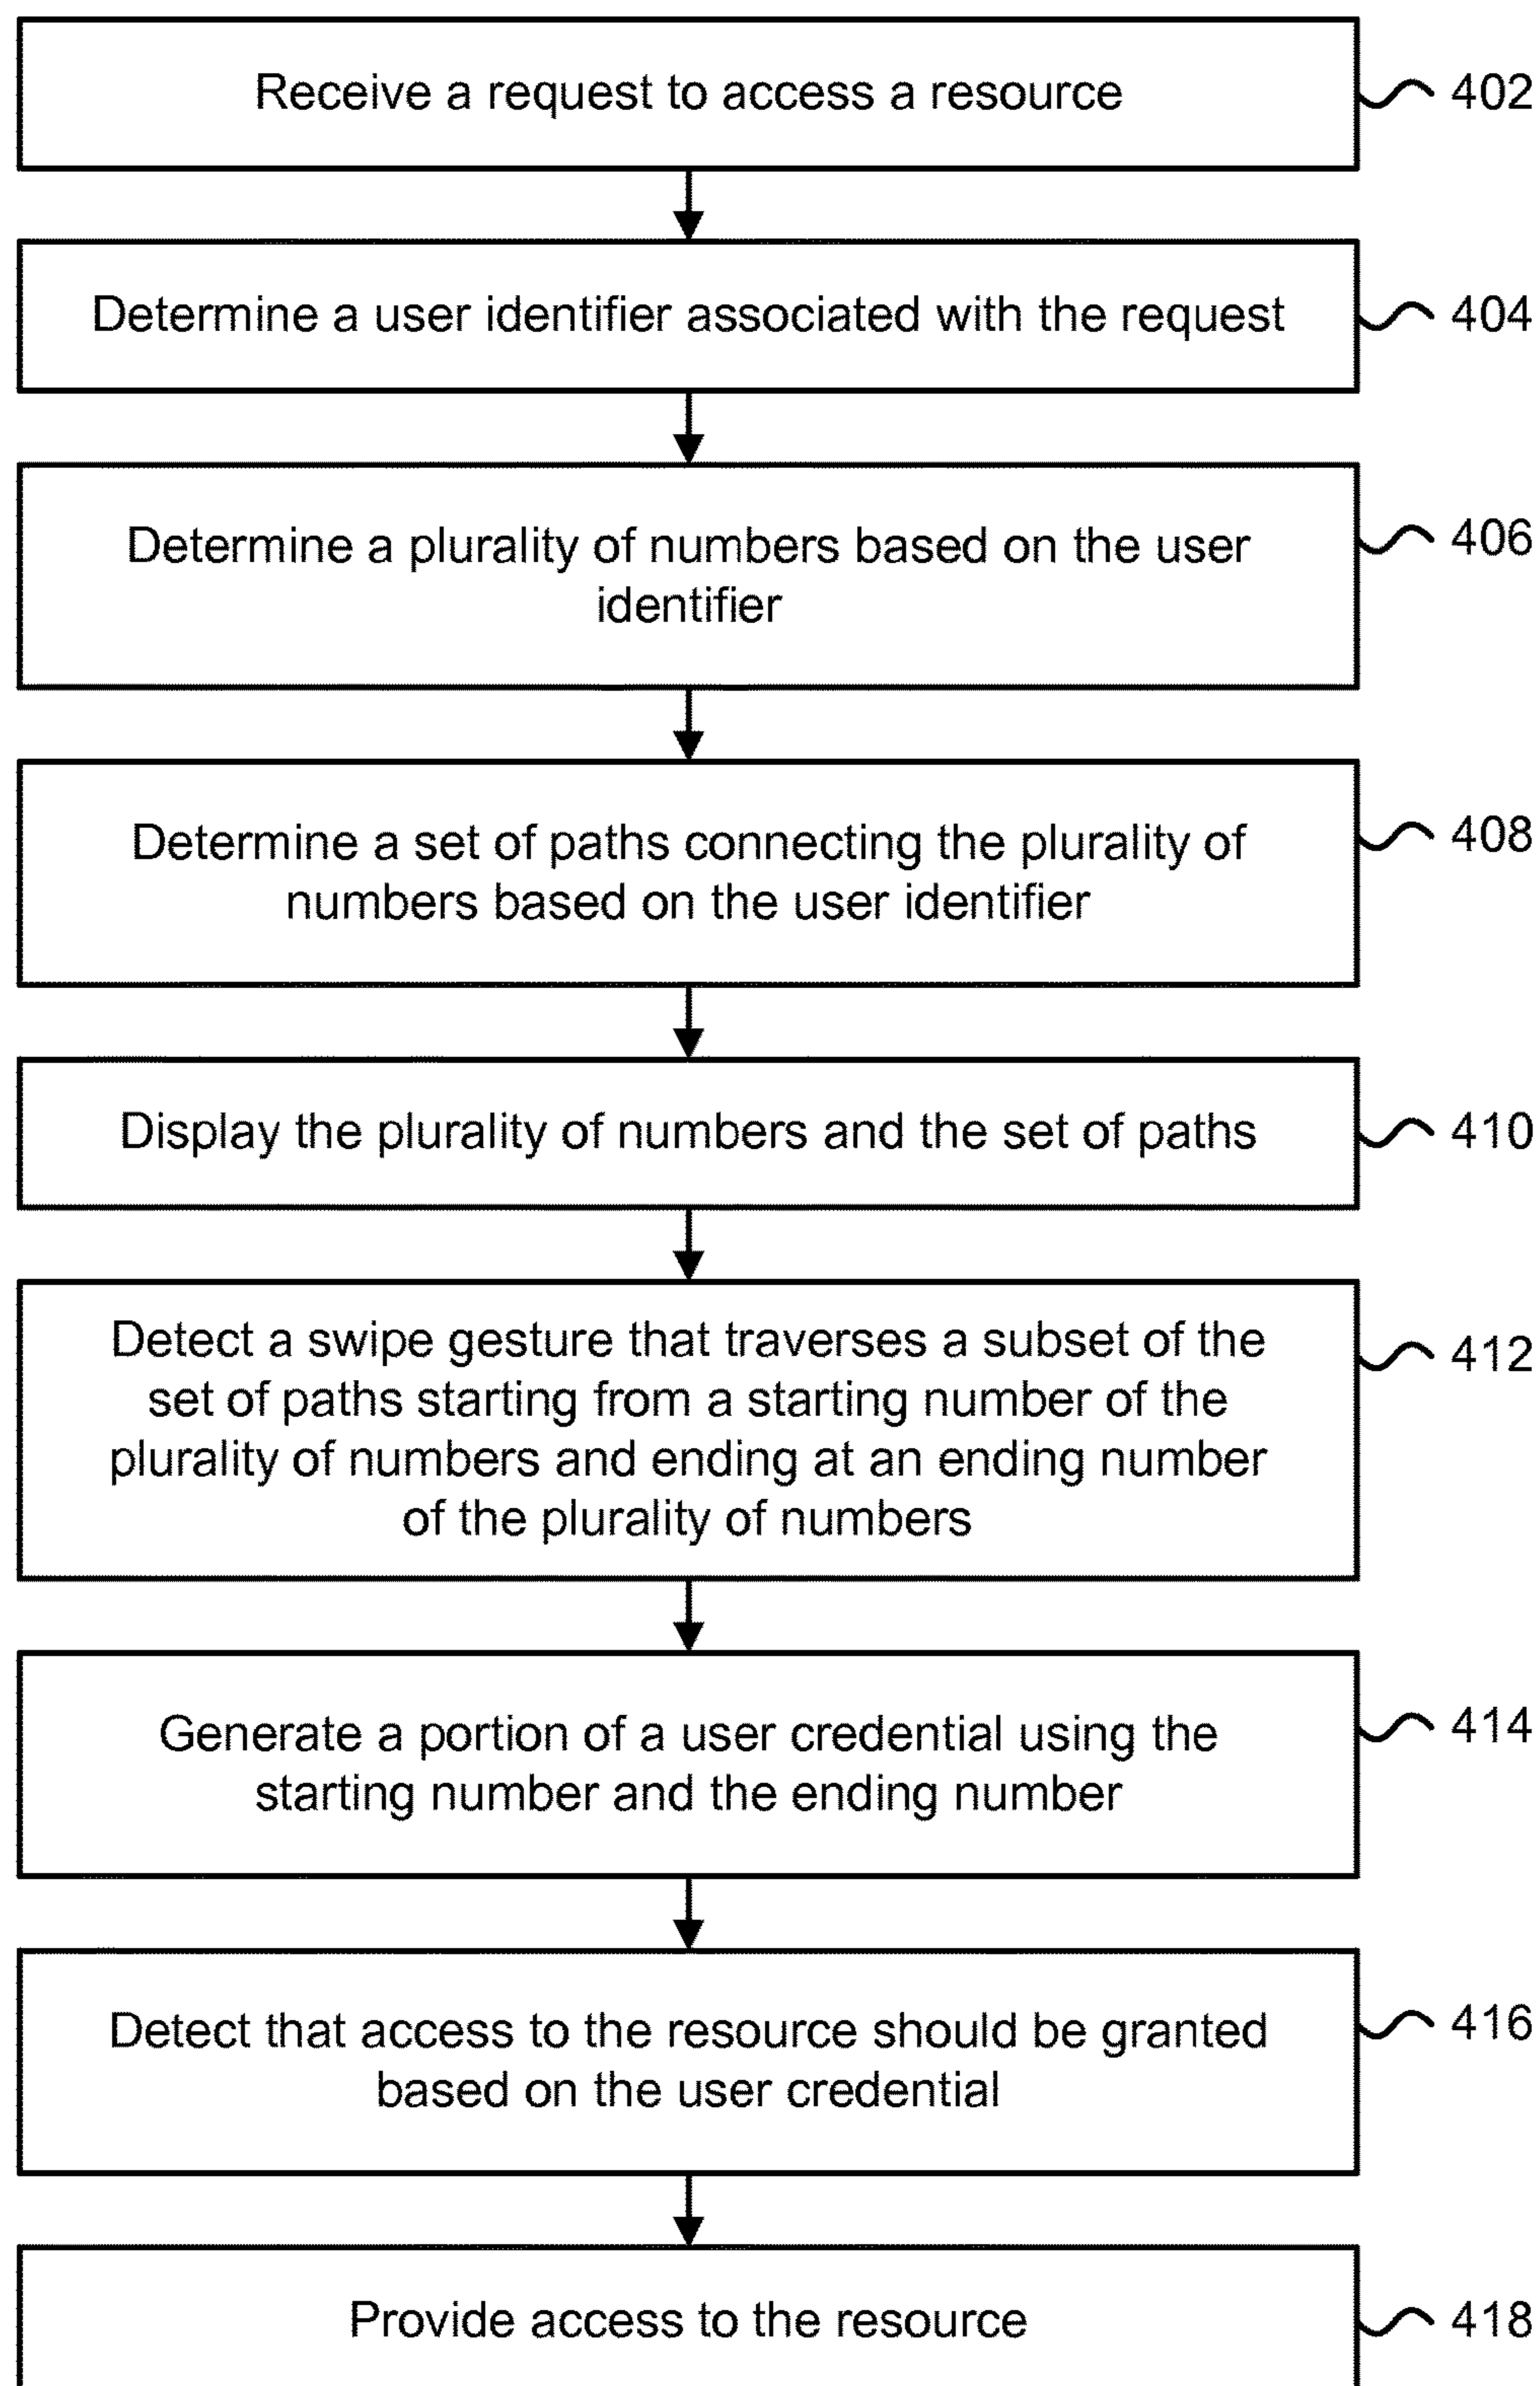 Receive a request to access a resource
402
Determine a user identifier associated with the request
404
Determine a plurality of numbers based on the user
identifier
406
Determine a set of paths connecting the plurality of
numbers based on the user identifier
408
Display the plurality of numbers and the set of paths
410
Detect a swipe gesture that traverses a subset of the
set of paths starting from a starting number of the
plurality of numbers and ending at an ending number
of the plurality of numbers
412
Generate a portion of a user credential using the
starting number and the ending number
414
Detect that access to the resource should be granted
based on the user credential
416
Provide access to the resource
418